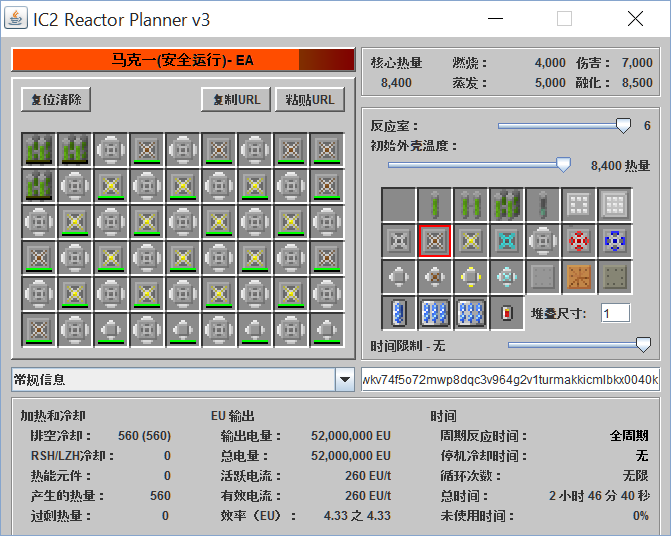 IC2 Reactor Planner v3
马克一(安全运行)- EA
复位清除 复制URL 粘贴URL
核心热量 燃烧： 4,000 伤害： 7,000
8,400 蒸发： 5,000 融化： 8,500
反应室： 6
初始外壳温度：
8,400 热量
堆叠尺寸： 1
时间限制 - 无
常规信息
wkv74f5o72mwp8dqc3v964g2v1turmakkicmlbkx0040k
加热和冷却 EU 输出 时间
排空冷却： 560 (560) 输出电量： 52,000,000 EU 周期反应时间： 全周期
RSH/LZH冷却： 0 总电量： 52,000,000 EU 停机冷却时间： 无
热能元件： 0 活跃电流： 260 EU/t 循环次数： 无限
产生的热量： 560 有效电流： 260 EU/t 总时间： 2 小时 46 分 40 秒
过剩热量： 0 效率（EU）： 4.33 之 4.33 未使用时间： 0%